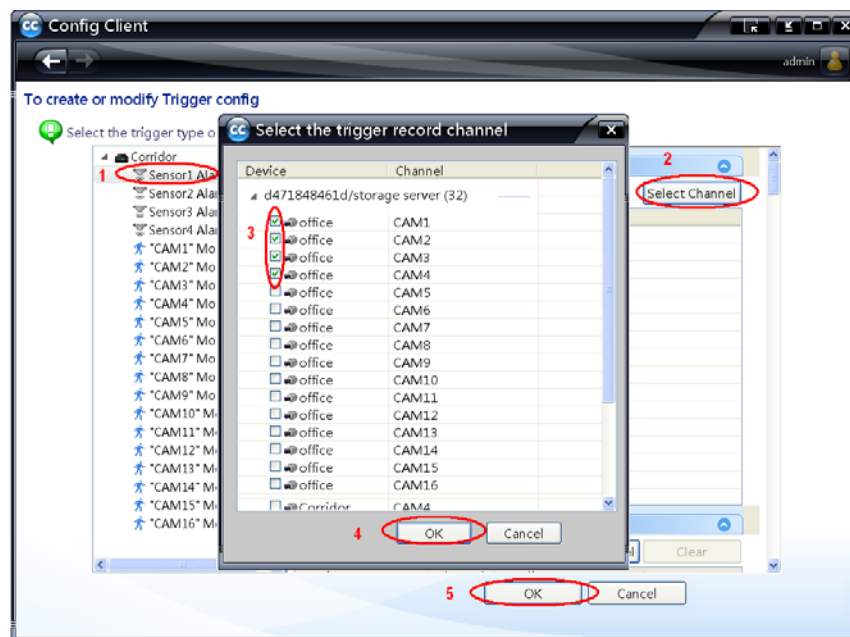 CC Config Client
admin
To create or modify Trigger config
Select the trigger type o
CC Select the trigger record channel
Corridor
1 Sensor1 Ala
Sensor2 Alar
Sensor3 Alar
Sensor4 Alar
"CAM1" Mo
"CAM2" Mo
"CAM3" Mo
"CAM4" Mo
"CAM5" Mo
"CAM6" Mo
"CAM7" Mo
"CAM8" Mo
"CAM9" Mo
"CAM10" M
"CAM11" M
"CAM12" M
"CAM13" M
"CAM14" M
"CAM15" M
"CAM16" M
Device Channel
d471848461d/storage server (32)
3
office CAM1
office CAM2
office CAM3
office CAM4
office CAM5
office CAM6
office CAM7
office CAM8
office CAM9
office CAM10
office CAM11
office CAM12
office CAM13
office CAM14
office CAM15
office CAM16
Corridor CAM4
4 OK Cancel
2
Select Channel
Clear
5 OK Cancel